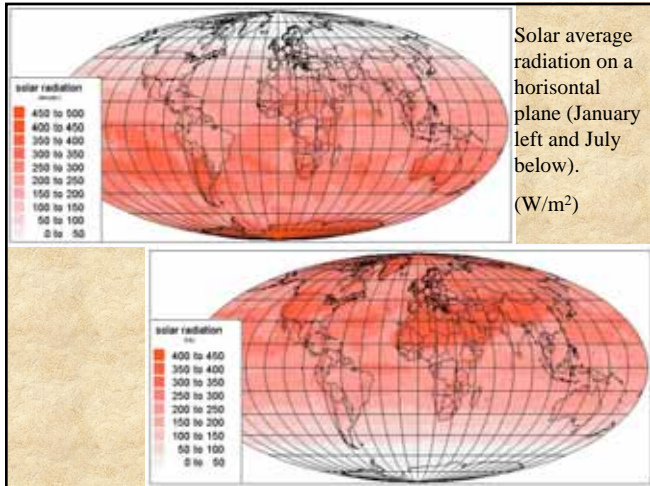 Solar average
radiation on a
horisontal
plane (January
left and July
below).
(W/m²)
solar radiation
450 to 500
400 to 450
350 to 400
300 to 350
250 to 300
200 to 250
150 to 200
100 to 150
50 to 100
0 to 50
solar radiation
400 to 450
350 to 400
300 to 350
250 to 300
200 to 250
150 to 200
100 to 150
50 to 100
0 to 50